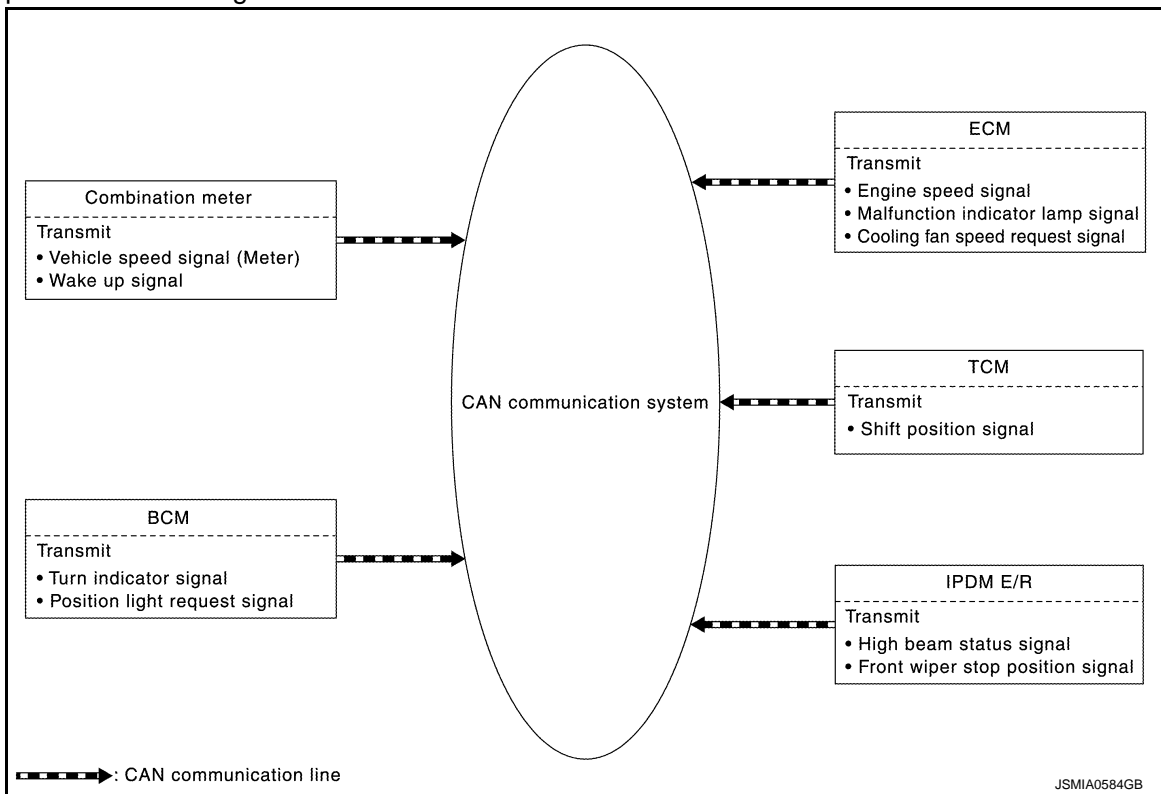 Combination meter
Transmit
• Vehicle speed signal (Meter)
• Wake up signal
BCM
Transmit
• Turn indicator signal
• Position light request signal
CAN communication system
ECM
Transmit
• Engine speed signal
• Malfunction indicator lamp signal
• Cooling fan speed request signal
TCM
Transmit
• Shift position signal
IPDM E/R
Transmit
• High beam status signal
• Front wiper stop position signal
: CAN communication line
JSMIA0584GB